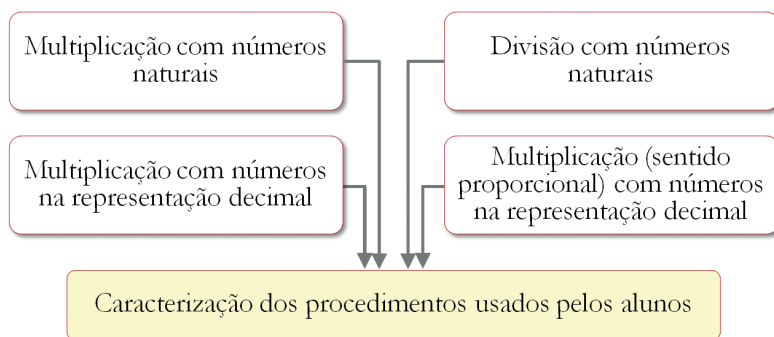 Multiplicação com números
naturais
Divisão com números
naturais
Multiplicação com números
na representação decimal
Multiplicação (sentido
proporcional) com números
na representação decimal
Caracterização dos procedimentos usados pelos alunos